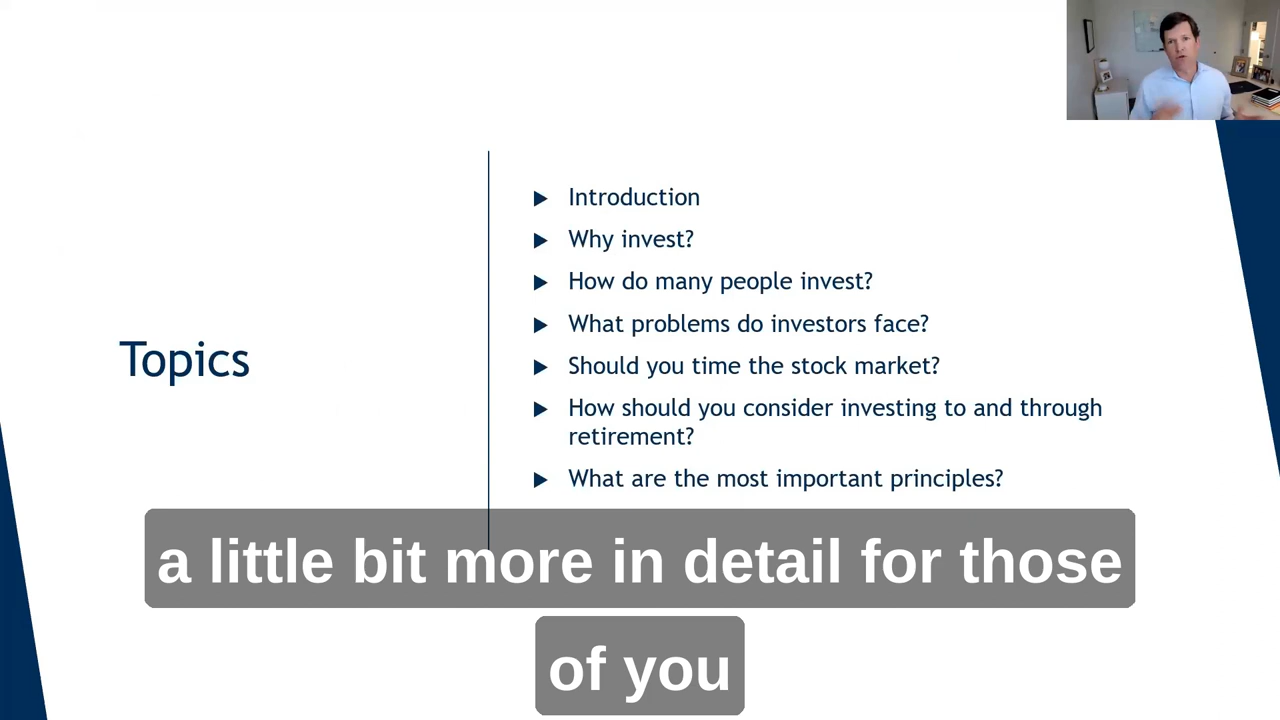 Topics
Introduction
Why invest?
How do many people invest?
What problems do investors face?
Should you time the stock market?
How should you consider investing to and through
retirement?
What are the most important principles?
a little bit more in detail for those
of you